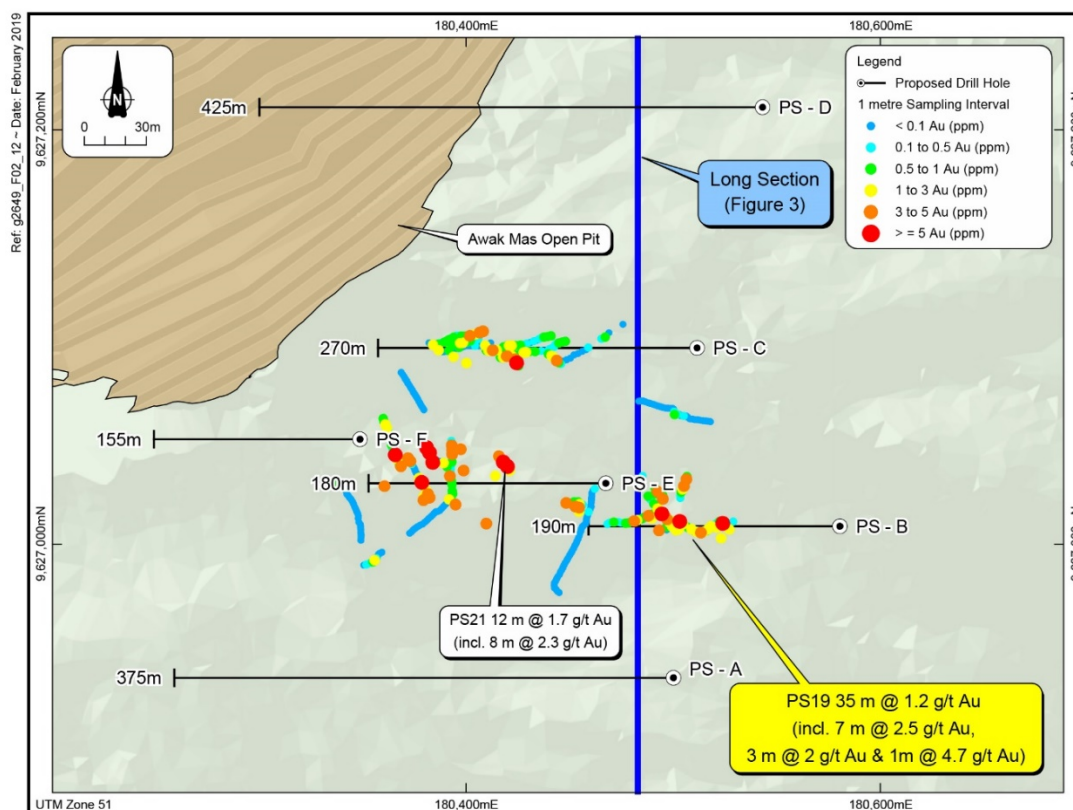 Ref: g2649_F02_12 ~ Date: February 2019
180,400mE
180,600mE
N
0 30m
9,627,200mN
425m
PS - D
Legend
Proposed Drill Hole
1 metre Sampling Interval
< 0.1 Au (ppm)
0.1 to 0.5 Au (ppm)
0.5 to 1 Au (ppm)
1 to 3 Au (ppm)
3 to 5 Au (ppm)
> = 5 Au (ppm)
Long Section
(Figure 3)
Awak Mas Open Pit
270m
PS - C
155m
PS - F
180m
PS - E
190m
PS - B
9,627,000mN
PS21 12 m @ 1.7 g/t Au
(incl. 8 m @ 2.3 g/t Au)
375m
PS - A
PS19 35 m @ 1.2 g/t Au
(incl. 7 m @ 2.5 g/t Au,
3 m @ 2 g/t Au & 1m @ 4.7 g/t Au)
UTM Zone 51
180,400mE
180,600mE